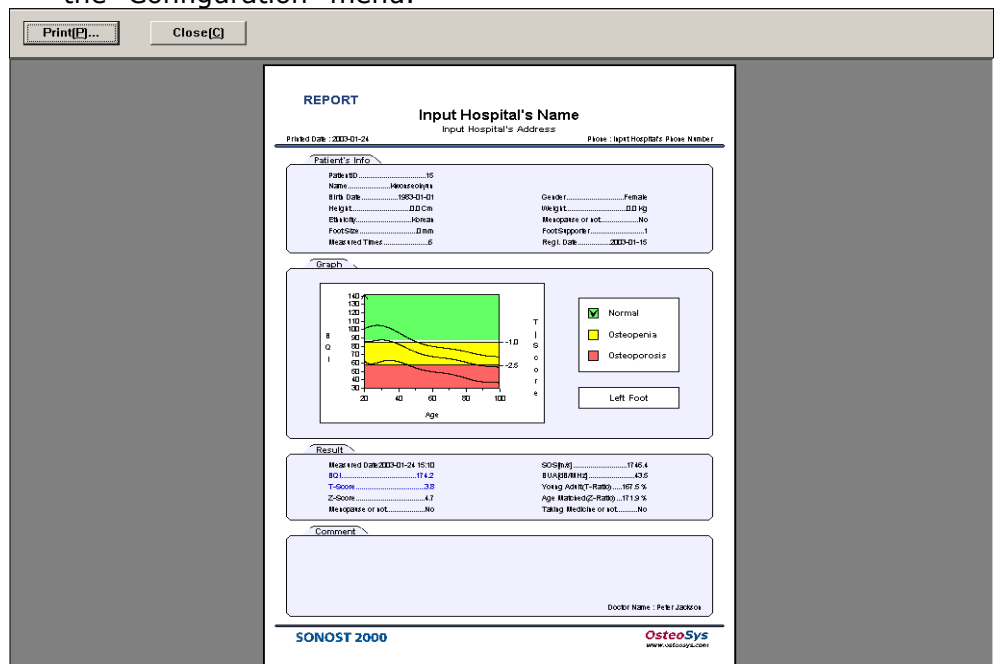 the "Configuration" menu.
Print(P)... Close(C)
REPORT
Input Hospital's Name
Input Hospital's Address
Printed Date : 2003-01-24 Phone : Input Hospital's Phone Number
Patient's Info
PatientID..................15
Birth Date................1983-01-01 Gender....................Female
Height....................0.0 Cm Weight....................0.0 Kg
Ethnicity..................Korean Menopause or not..............No
FootSize..................0 mm FootSupporter..................1
Measured Times..................6 Regi. Date..............2003-01-15
Graph
140
130
120
110
100
90
80
70
60
50
40
30
BQI
20 40 60 80 100
Age
-1.0
-2.5
T|Score
Normal
Osteopenia
Osteoporosis
Left Foot
Result
Measured Date2003-01-24 15:10 SOS[m/s]......................1746.4
BQI..............................174.2 BUA[dB/MHz]....................43.5
T-Score..........................3.8 Young Adult(T-Ratio).....167.5 %
Z-Score..........................4.7 Age Matched(Z-Ratio)...171.9 %
Menopause or not..............No Taking Medicine or not........No
Comment
Doctor Name : Peter Jackson
SONOST 2000 OsteoSys
www.osteosys.com